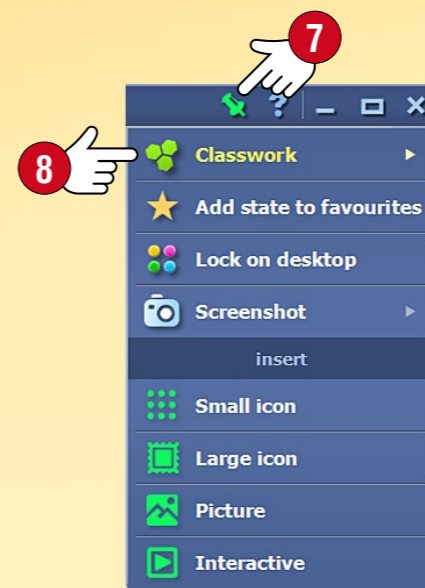 7
?
8
Classwork
Add state to favourites
Lock on desktop
Screenshot
insert
Small icon
Large icon
Picture
Interactive